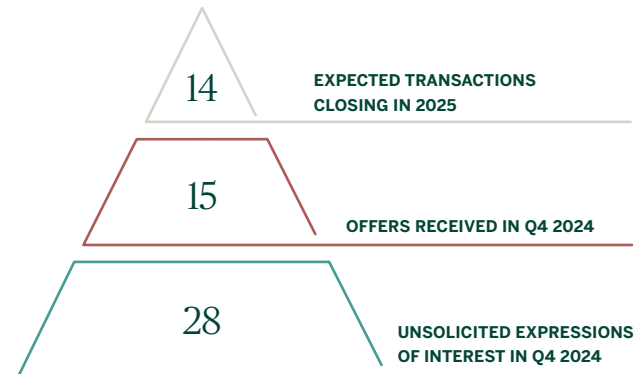 14
EXPECTED TRANSACTIONS
CLOSING IN 2025
15
OFFERS RECEIVED IN Q4 2024
28
UNSOLICITED EXPRESSIONS
OF INTEREST IN Q4 2024